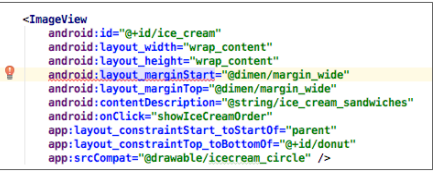 <ImageView
android:id="@+id/ice_cream"
android:layout_width="wrap_content"
android:layout_height="wrap_content"
android:layout_marginStart="@dimen/margin_wide"
android:layout_marginTop="@dimen/margin_wide"
android:contentDescription="@string/ice_cream_sandwiches"
android:onClick="showIceCreamOrder"
app:layout_constraintStart_toStartOf="parent"
app:layout_constraintTop_toBottomOf="@+id/donut"
app:srcCompat="@drawable/icecream_circle" />